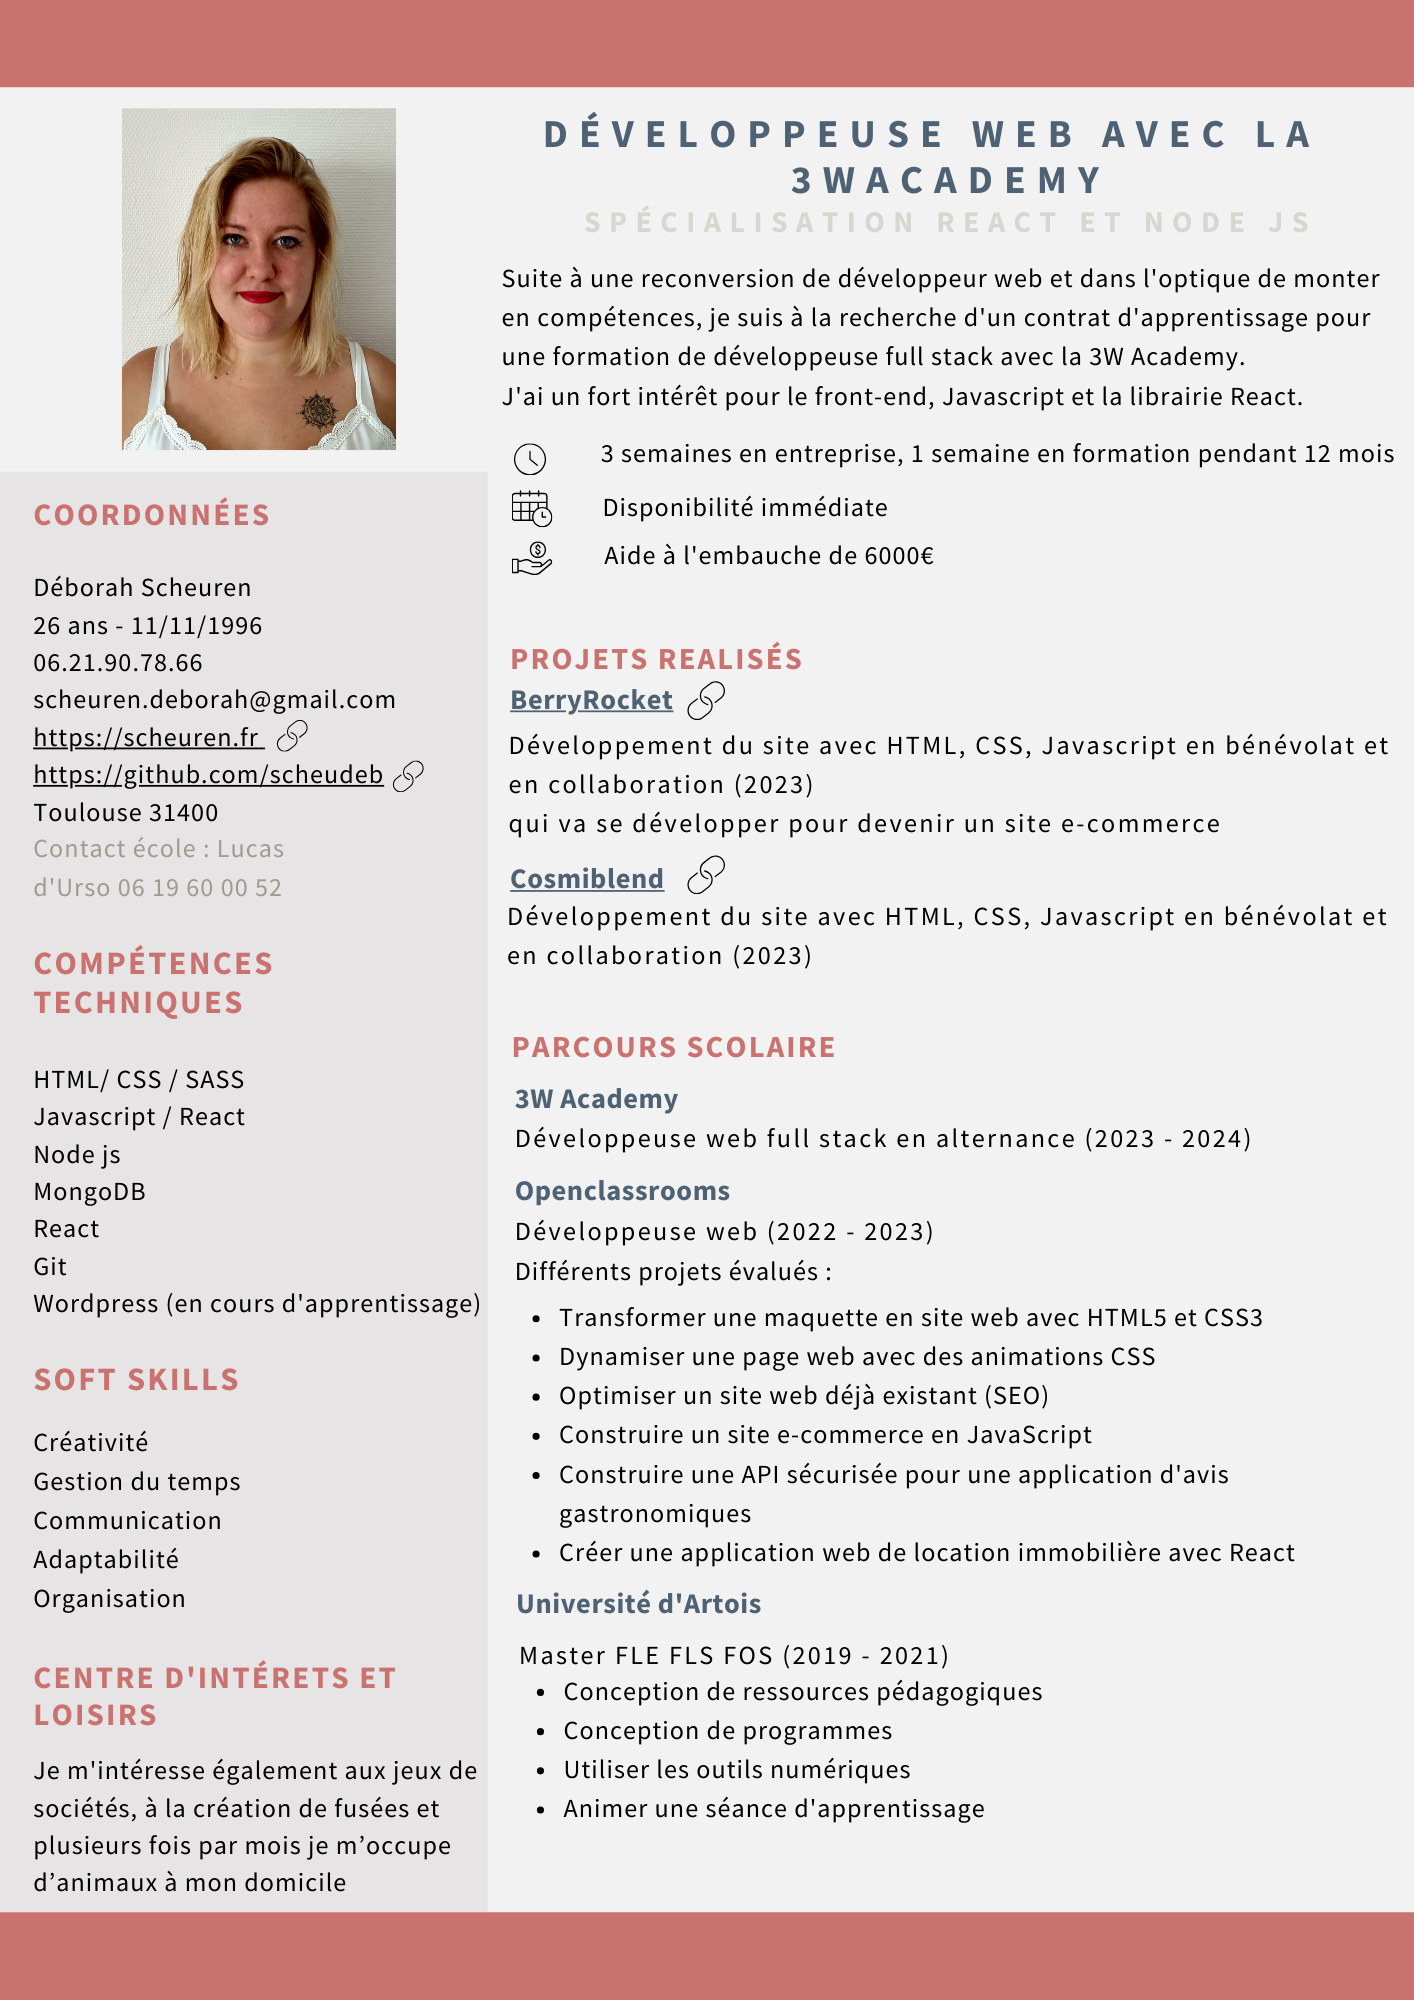 DÉVELOPPEUSE WEB AVEC LA
3WACADEMY
SPÉCIALISATION REACT ET NODE JS
Suite à une reconversion de développeur web et dans l'optique de monter
en compétences, je suis à la recherche d'un contrat d'apprentissage pour
une formation de développeuse full stack avec la 3W Academy.
J'ai un fort intérêt pour le front-end, Javascript et la librairie React.
3 semaines en entreprise, 1 semaine en formation pendant 12 mois
Disponibilité immédiate
Aide à l'embauche de 6000€
COORDONNÉES
Déborah Scheuren
26 ans - 11/11/1996
06.21.90.78.66
scheuren.deborah@gmail.com
https://scheuren.fr
https://github.com/scheudeb
Toulouse 31400
Contact école : Lucas
d'Urso 06 19 60 00 52
COMPÉTENCES
TECHNIQUES
HTML/ CSS / SASS
Javascript / React
Node js
MongoDB
React
Git
Wordpress (en cours d'apprentissage)
SOFT SKILLS
Créativité
Gestion du temps
Communication
Adaptabilité
Organisation
CENTRE D'INTÉRETS ET
LOISIRS
Je m'intéresse également aux jeux de
sociétés, à la création de fusées et
plusieurs fois par mois je m’occupe
d’animaux à mon domicile
PROJETS REALISÉS
BerryRocket
Développement du site avec HTML, CSS, Javascript en bénévolat et
en collaboration (2023)
qui va se développer pour devenir un site e-commerce
Cosmiblend
Développement du site avec HTML, CSS, Javascript en bénévolat et
en collaboration (2023)
PARCOURS SCOLAIRE
3W Academy
Développeuse web full stack en alternance (2023 - 2024)
Openclassrooms
Développeuse web (2022 - 2023)
Différents projets évalués :
• Transformer une maquette en site web avec HTML5 et CSS3
• Dynamiser une page web avec des animations CSS
• Optimiser un site web déjà existant (SEO)
• Construire un site e-commerce en JavaScript
• Construire une API sécurisée pour une application d'avis
gastronomiques
• Créer une application web de location immobilière avec React
Université d'Artois
Master FLE FLS FOS (2019 - 2021)
• Conception de ressources pédagogiques
• Conception de programmes
• Utiliser les outils numériques
• Animer une séance d'apprentissage